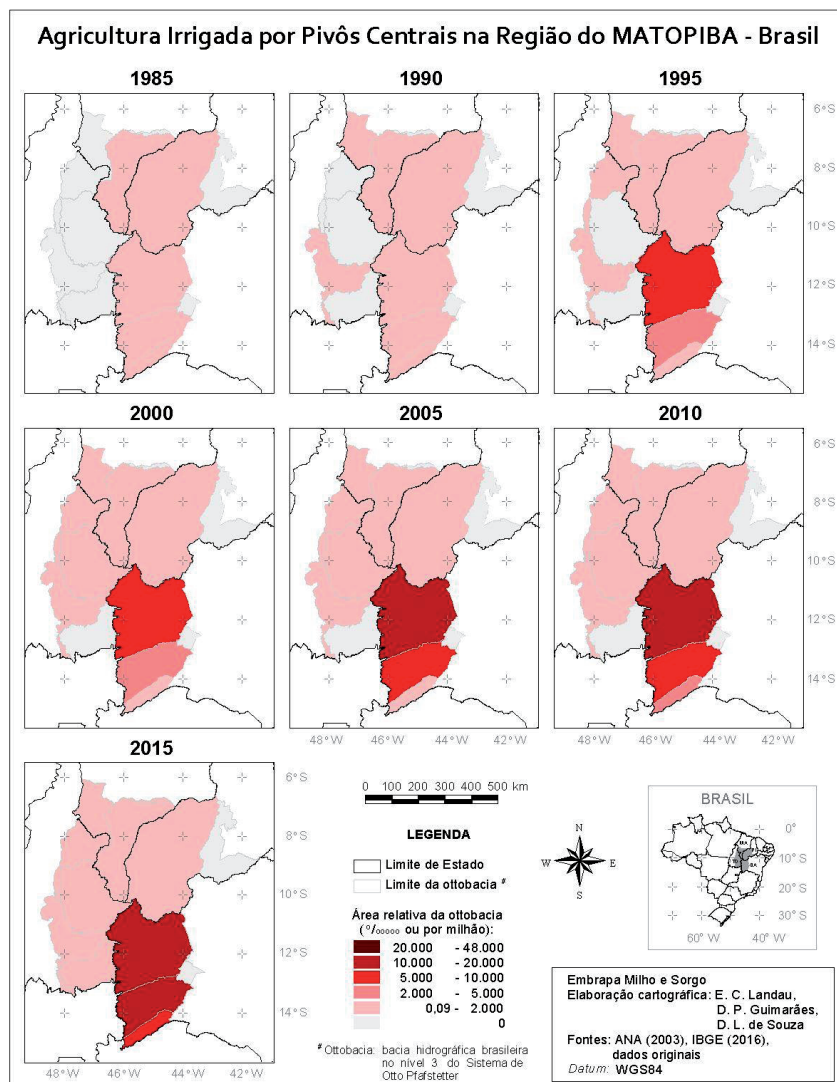 Agricultura Irrigada por Pivôs Centrais na Região do MATOPIBA - Brasil
1985
1990
1995
6° S
8° S
10° S
12° S
14° S
2000
2005
2010
6° S
8° S
10° S
12° S
14° S
48° W 46° W 44° W 42° W
48° W 46° W 44° W 42° W
2015
6° S
8° S
10° S
12° S
14° S
48° W 46° W 44° W 42° W
0 100 200 300 400 500 km
LEGENDA
Limite de Estado
Limite da ottobacia #
Área relativa da ottobacia
(°/ooooo ou por milhão):
20.000 - 48.000
10.000 - 20.000
5.000 - 10.000
2.000 - 5.000
0,09 - 2.000
0
# Ottobacia: bacia hidrográfica brasileira
no nível 3 do Sistema de
Otto Pfafstetter
N
W E
S
BRASIL
MA
TO
BA
0°
10° S
20° S
30° S
60° W 40° W
Embrapa Milho e Sorgo
Elaboração cartográfica: E. C. Landau,
D. P. Guimarães,
D. L. de Souza
Fontes: ANA (2003), IBGE (2016),
dados originais
Datum: WGS84